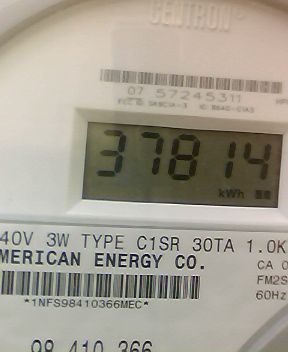 CENTRON®
07 57245311
37814
kWh
40V 3W TYPE C1SR 30TA 1.0K
MERICAN ENERGY CO.
CA 0
FM2S
60Hz
*1NFS98410366MEC*
98 410 366